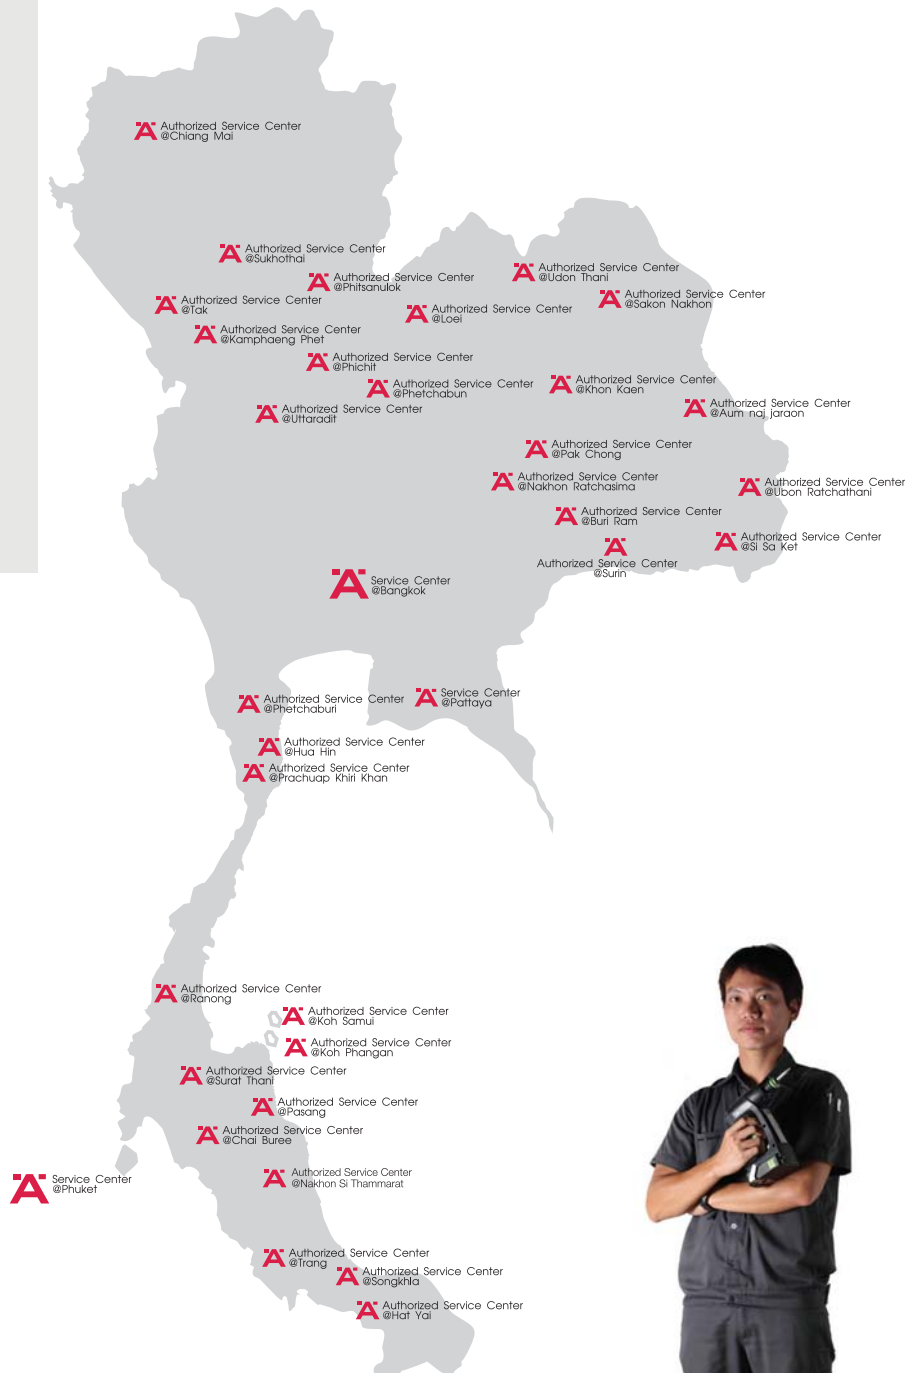 Authorized Service Center
@Chiang Mai
Authorized Service Center
@Sukhothai
Authorized Service Center
@Phitsanulok
Authorized Service Center
@Udon Thani
Authorized Service Center
@Sakon Nakhon
Authorized Service Center
@Tak
Authorized Service Center
@Loei
Authorized Service Center
@Kamphaeng Phet
Authorized Service Center
@Phichit
Authorized Service Center
@Phetchabun
Authorized Service Center
@Khon Kaen
Authorized Service Center
@Uttaradit
Authorized Service Center
@Aum naj jaraon
Authorized Service Center
@Pak Chong
Authorized Service Center
@Nakhon Ratchasima
Authorized Service Center
@Ubon Ratchathani
Authorized Service Center
@Buri Ram
Authorized Service Center
@Si Sa Ket
Authorized Service Center
@Surin
Service Center
@Bangkok
Authorized Service Center
@Phetchaburi
Service Center
@Pattaya
Authorized Service Center
@Hua Hin
Authorized Service Center
@Prachuap Khiri Khan
Authorized Service Center
@Ranong
Authorized Service Center
@Koh Samui
Authorized Service Center
@Koh Phangan
Authorized Service Center
@Surat Thani
Authorized Service Center
@Pasang
Authorized Service Center
@Chai Buree
Authorized Service Center
@Nakhon Si Thammarat
Service Center
@Phuket
Authorized Service Center
@Trang
Authorized Service Center
@Songkhla
Authorized Service Center
@Hat Yai